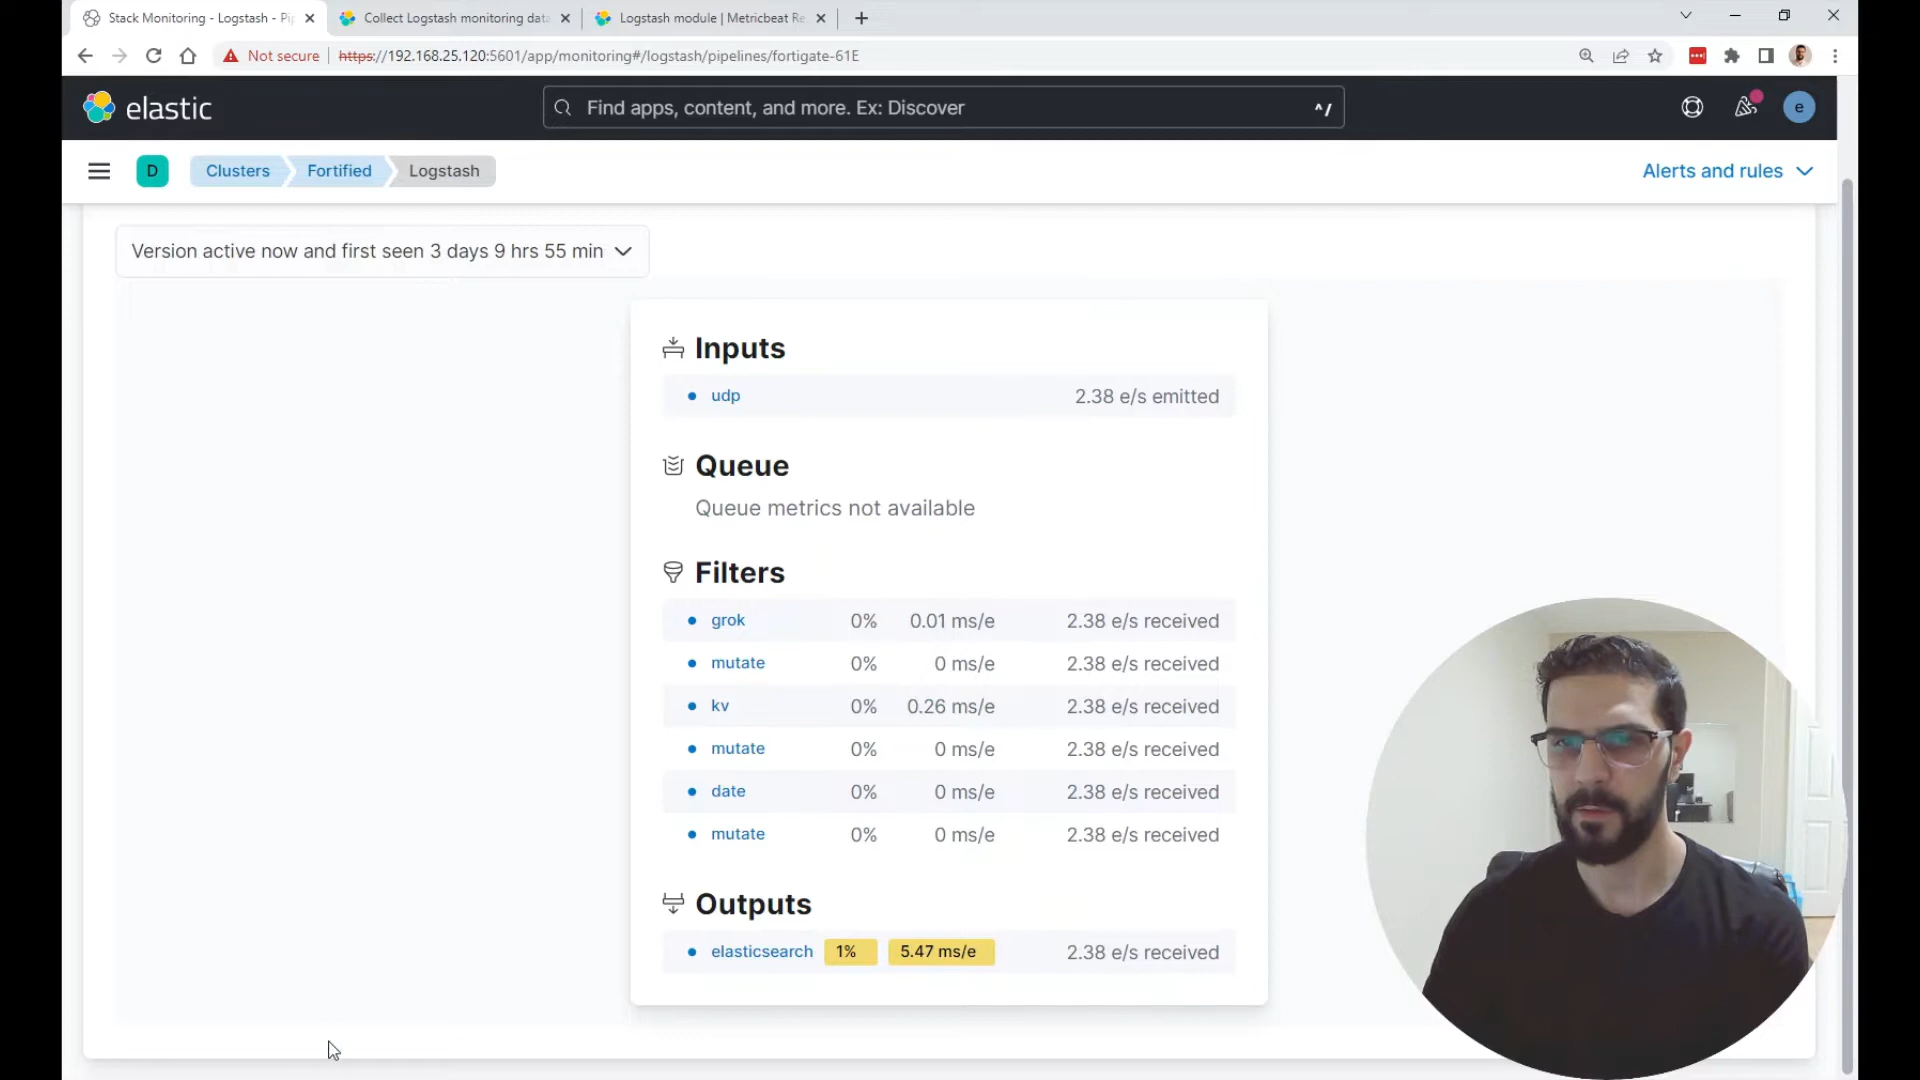 Stack Monitoring - Logstash - Pip
Collect Logstash monitoring data
Logstash module | Metricbeat Re
Not secure
https://192.168.25.120:5601/app/monitoring#/logstash/pipelines/fortigate-61E
elastic
Find apps, content, and more. Ex: Discover
^/
e
D
Clusters
Fortified
Logstash
Alerts and rules
Version active now and first seen 3 days 9 hrs 55 min
Inputs
udp 2.38 e/s emitted
Queue
Queue metrics not available
Filters
grok 0% 0.01 ms/e 2.38 e/s received
mutate 0% 0 ms/e 2.38 e/s received
kv 0% 0.26 ms/e 2.38 e/s received
mutate 0% 0 ms/e 2.38 e/s received
date 0% 0 ms/e 2.38 e/s received
mutate 0% 0 ms/e 2.38 e/s received
Outputs
elasticsearch 1% 5.47 ms/e 2.38 e/s received